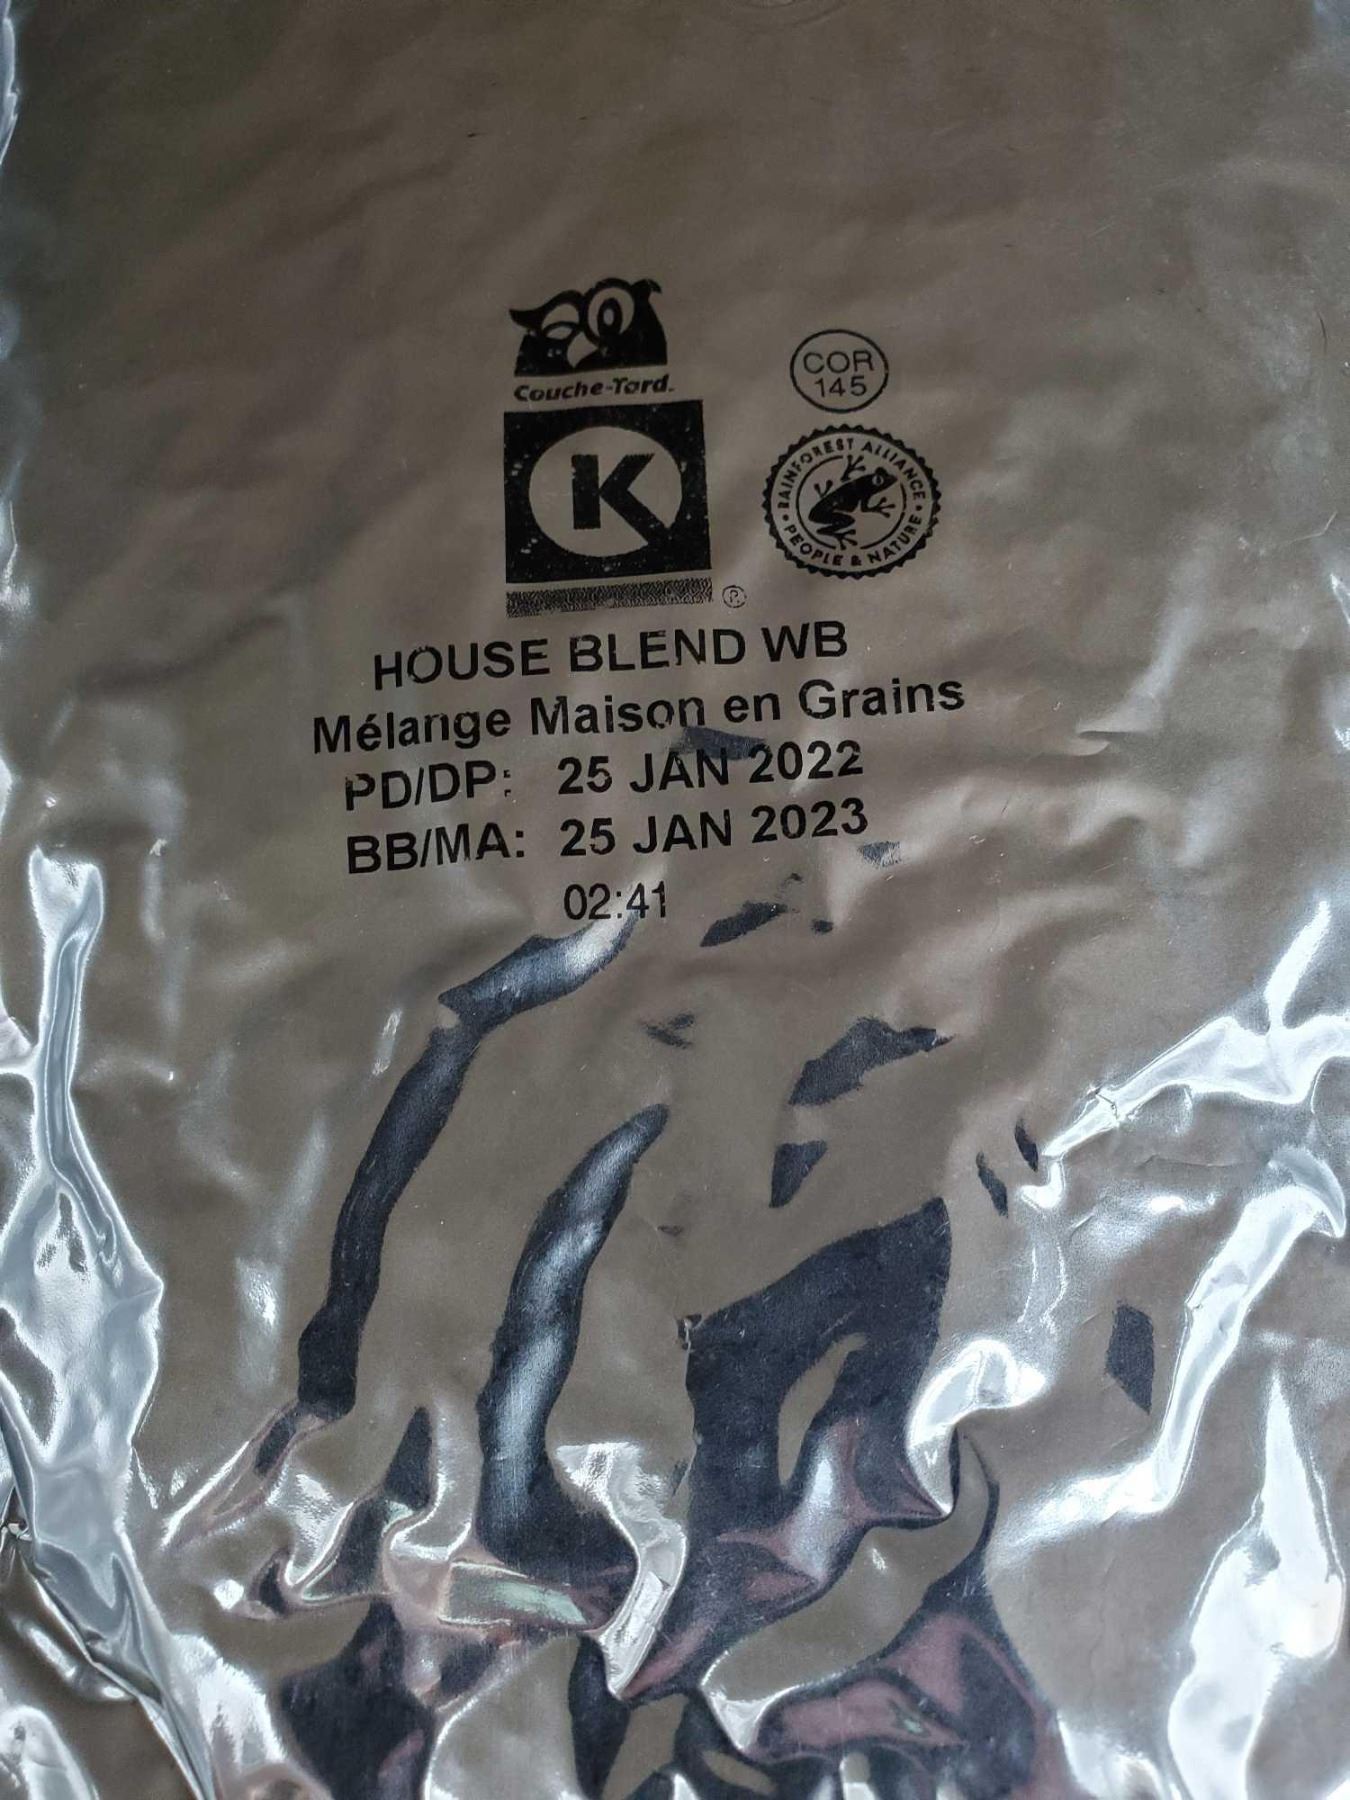 Couche-Tard.
COR
145
K
RAINFOREST ALLIANCE
• PEOPLE & NATURE •
®
HOUSE BLEND WB
Mélange Maison en Grains
PD/DP: 25 JAN 2022
BB/MA: 25 JAN 2023
02:41